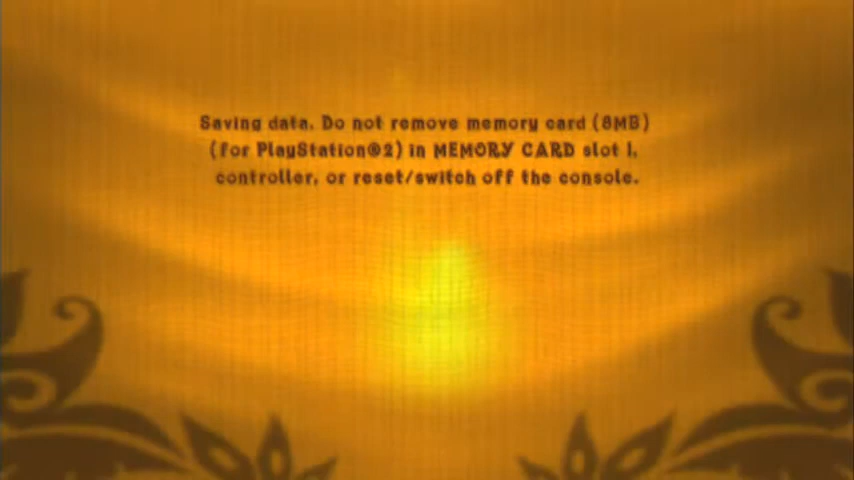 Saving data. Do not remove memory card (8MB)
(for PlayStation®2) in MEMORY CARD slot 1,
controller, or reset/switch off the console.